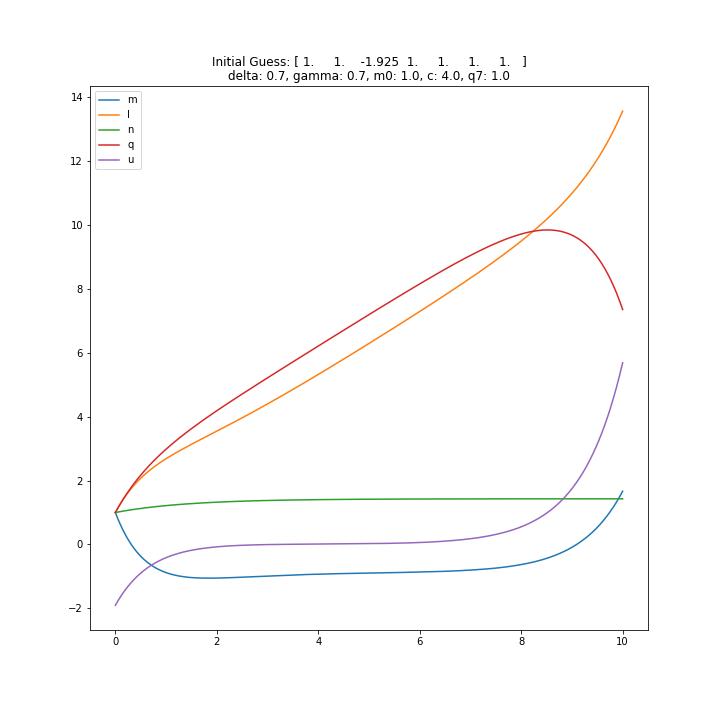 Initial Guess: [ 1. 1. -1.925 1. 1. 1. 1. ]
delta: 0.7, gamma: 0.7, m0: 1.0, c: 4.0, q7: 1.0
m
l
n
q
u
14
12
10
8
6
4
2
0
−2
0 2 4 6 8 10